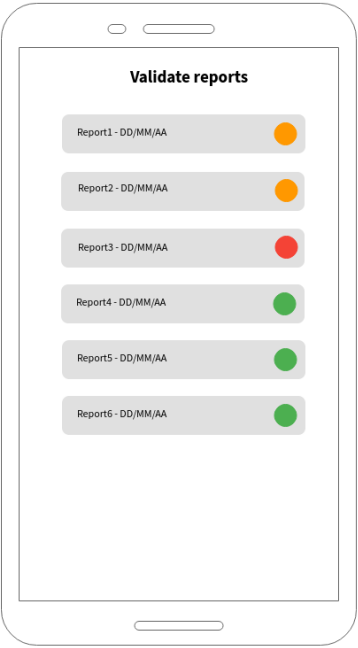 Validate reports
Report1 - DD/MM/AA
Report2 - DD/MM/AA
Report3 - DD/MM/AA
Report4 - DD/MM/AA
Report5 - DD/MM/AA
Report6 - DD/MM/AA